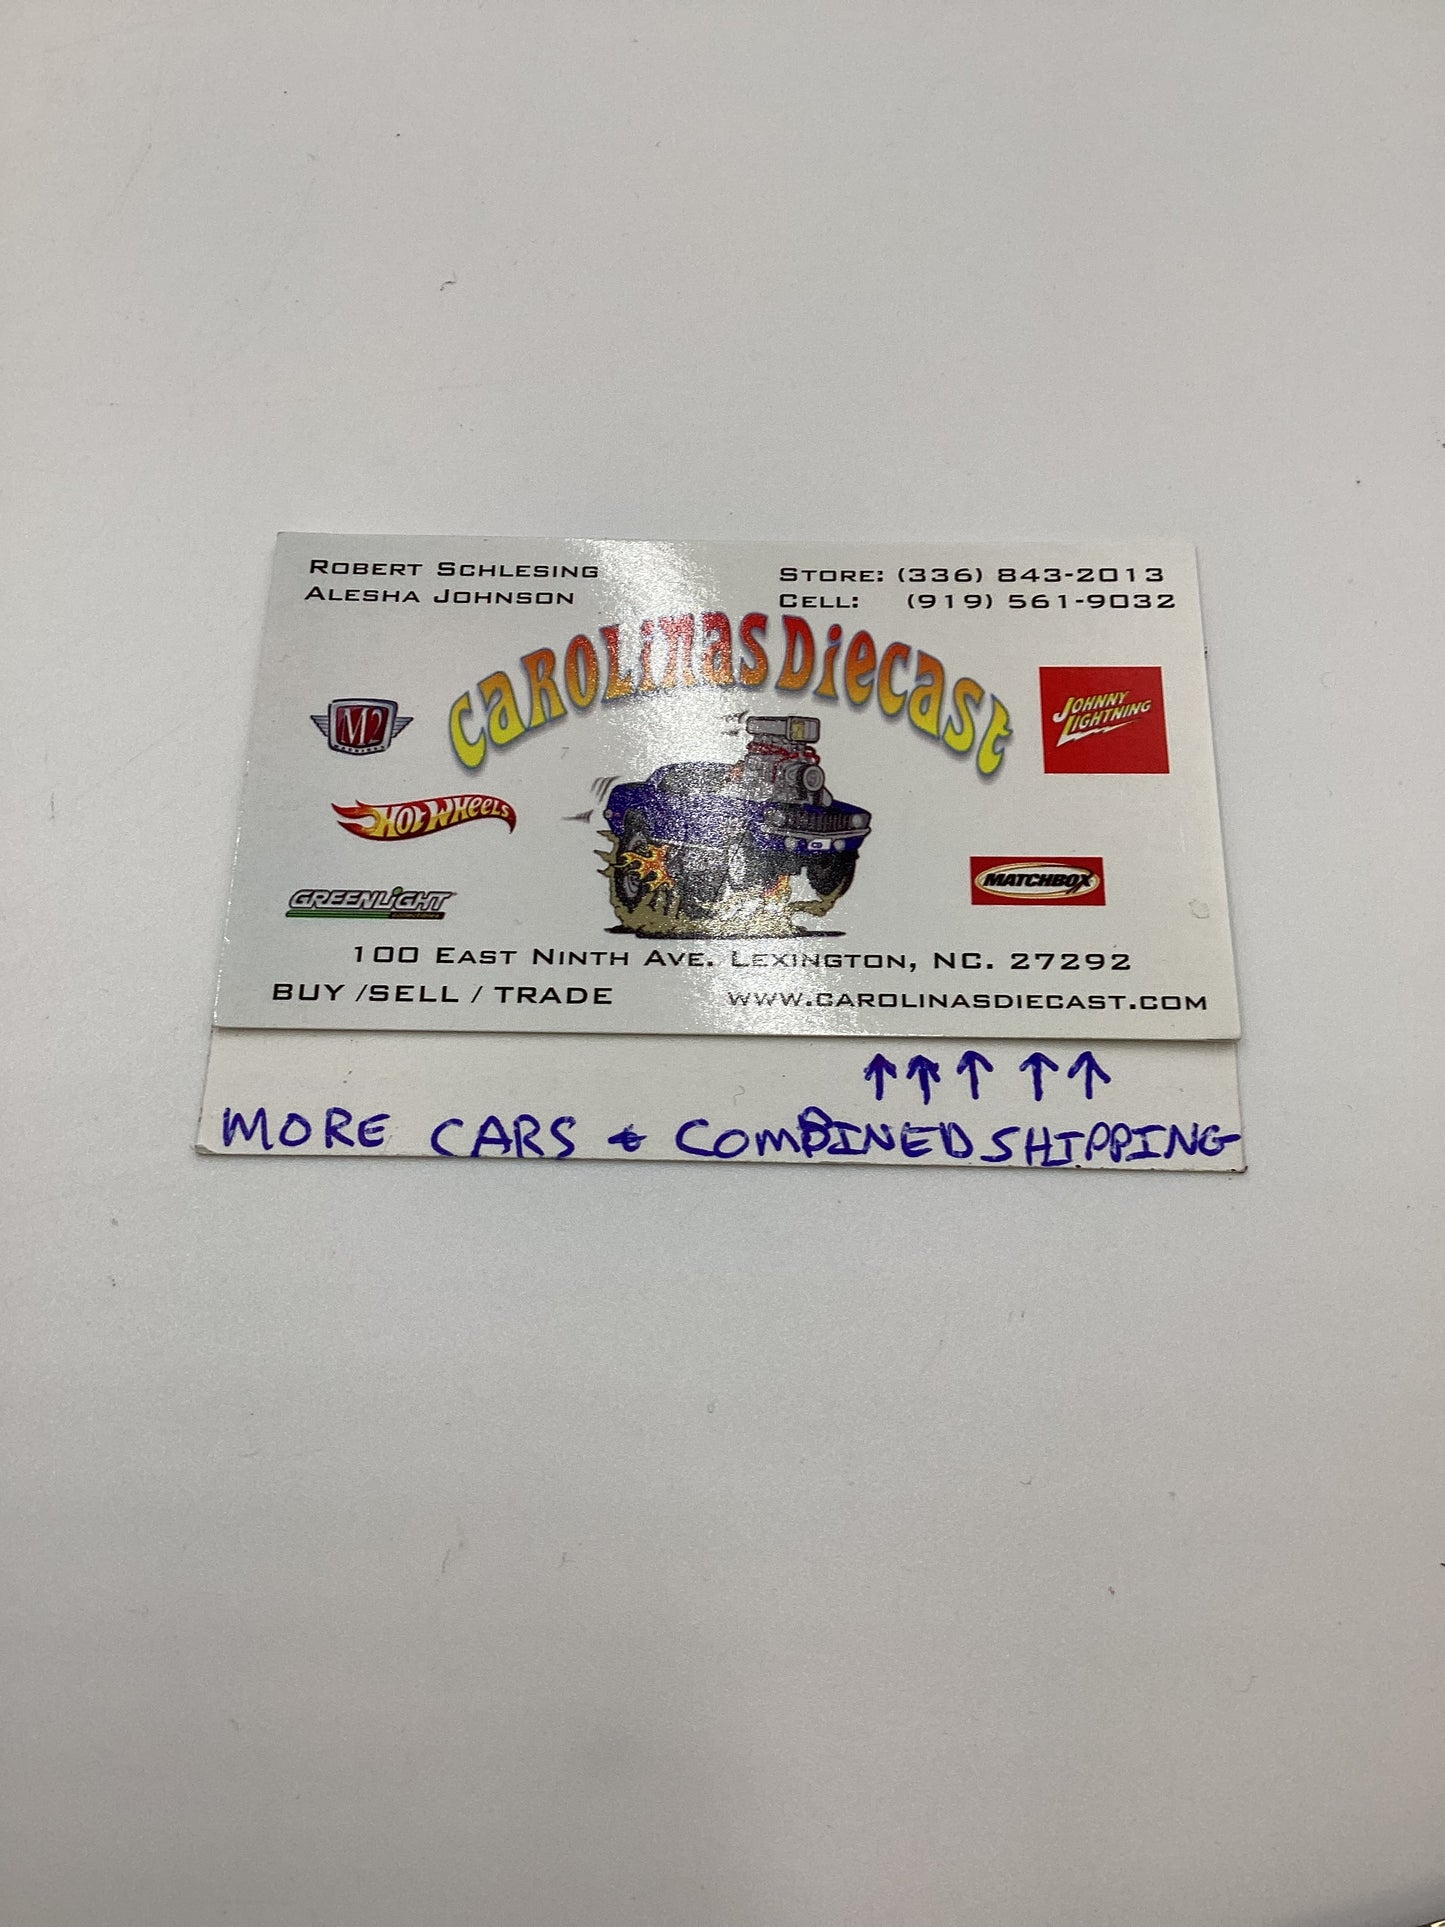 ROBERT SCHLESING
ALESHA JOHNSON
STORE: (336) 843-2013
CELL: (919) 561-9032
CAROLINAS DIECAST
M2
JOHNNY
LIGHTNING
HOT WHEELS
MATCHBOX
GREENLIGHT
100 EAST NINTH AVE. LEXINGTON, NC. 27292
BUY /SELL / TRADE
WWW.CAROLINASDIECAST.COM
↑ ↑ ↑ ↑ ↑
MORE CARS & COMBINED SHIPPING